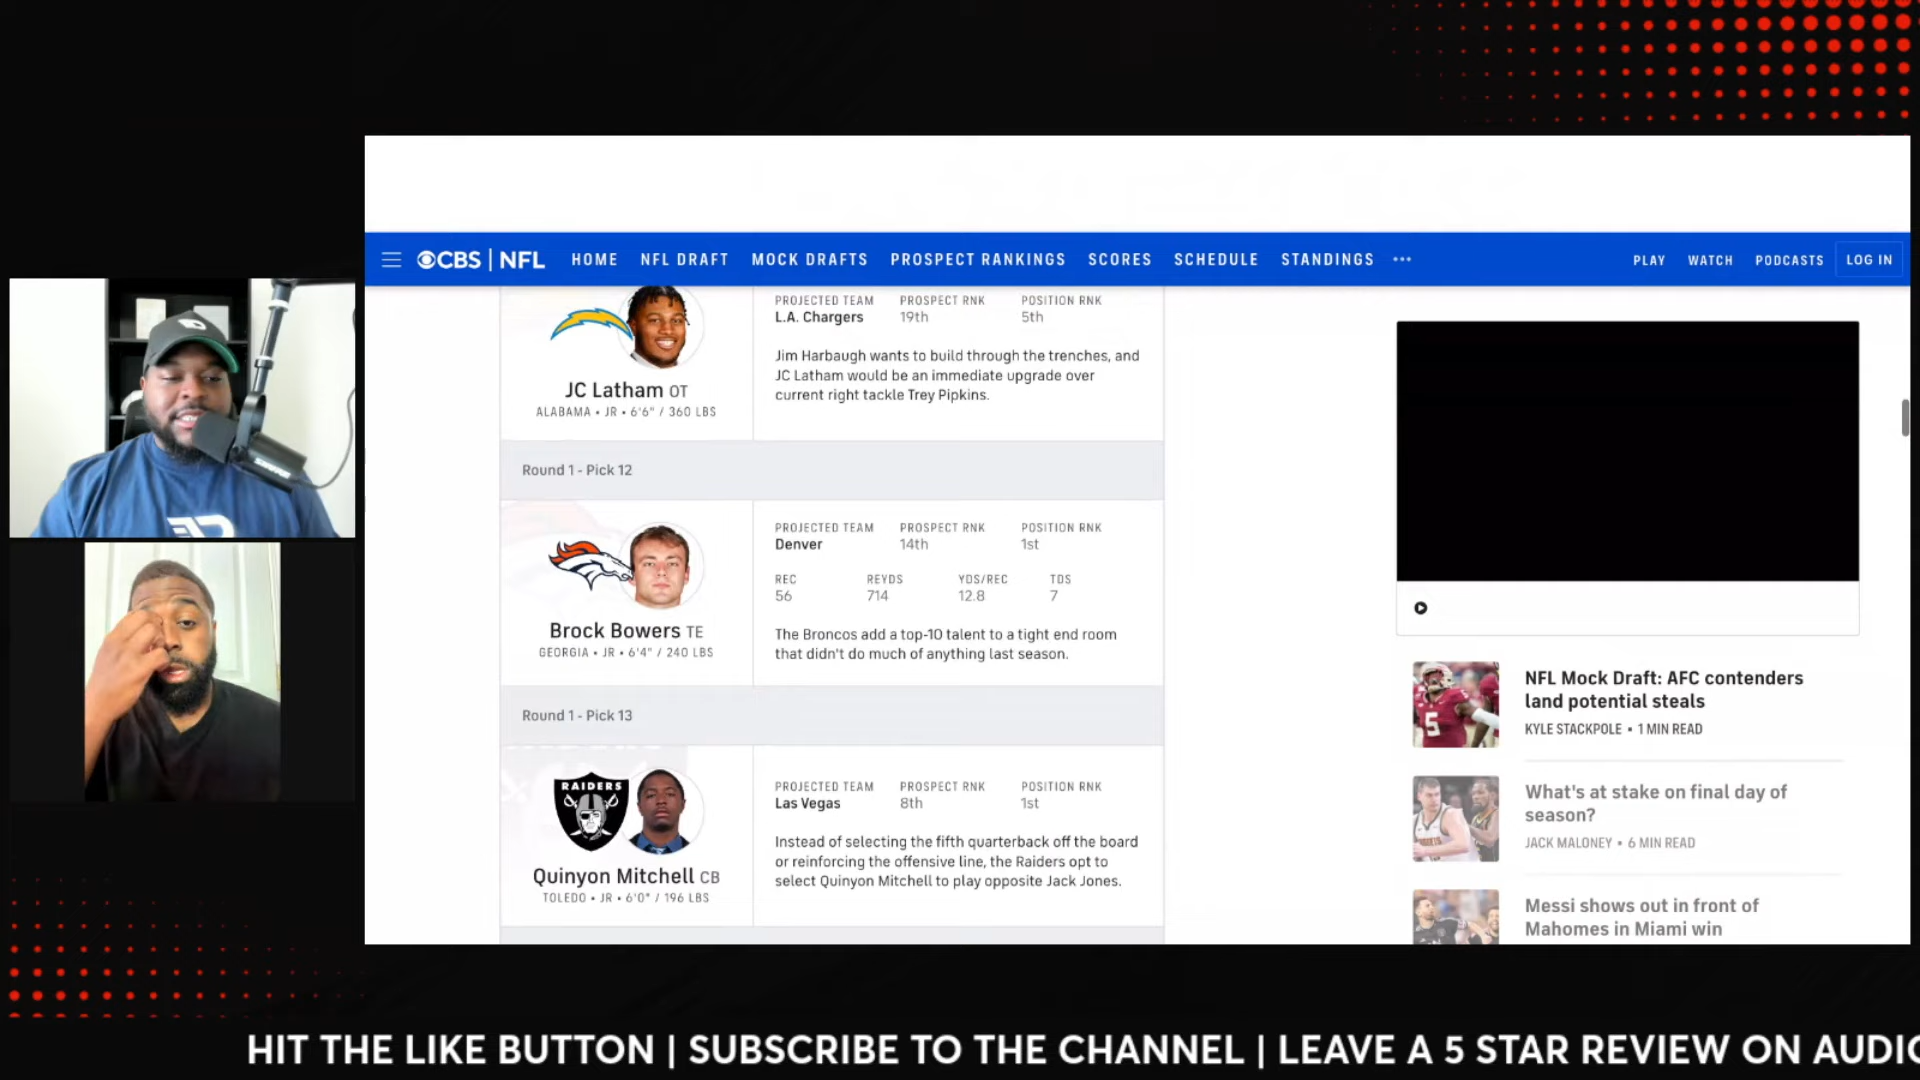 CBS | NFL HOME NFL DRAFT MOCK DRAFTS PROSPECT RANKINGS SCORES SCHEDULE STANDINGS ••• PLAY WATCH PODCASTS LOG IN
PROJECTED TEAM PROSPECT RNK POSITION RNK
L.A. Chargers 19th 5th
Jim Harbaugh wants to build through the trenches, and
JC Latham would be an immediate upgrade over
current right tackle Trey Pipkins.
JC Latham OT
ALABAMA • JR • 6'6" / 360 LBS
Round 1 - Pick 12
PROJECTED TEAM PROSPECT RNK POSITION RNK
Denver 14th 1st
REC REYDS YDS/REC TDS
56 714 12.8 7
Brock Bowers TE
GEORGIA • JR • 6'4" / 240 LBS
The Broncos add a top-10 talent to a tight end room
that didn't do much of anything last season.
Round 1 - Pick 13
RAIDERS
PROJECTED TEAM PROSPECT RNK POSITION RNK
Las Vegas 8th 1st
Instead of selecting the fifth quarterback off the board
or reinforcing the offensive line, the Raiders opt to
select Quinyon Mitchell to play opposite Jack Jones.
Quinyon Mitchell CB
TOLEDO • JR • 6'0" / 196 LBS
5
NFL Mock Draft: AFC contenders
land potential steals
KYLE STACKPOLE • 1 MIN READ
What's at stake on final day of
season?
JACK MALONEY • 6 MIN READ
Messi shows out in front of
Mahomes in Miami win
SHURE
HIT THE LIKE BUTTON | SUBSCRIBE TO THE CHANNEL | LEAVE A 5 STAR REVIEW ON AUDIO